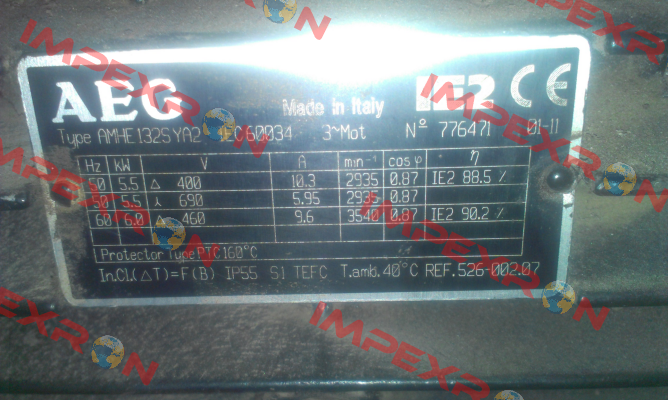 IMPEXRON
IMPEXRON
AEG
Made in Italy
CE
Type AMHE132SYA2 IEC60034 3~Mot Nº 776471 01-11
Hz kW V A min⁻¹ cos φ η
50 5.5 Δ 400 10.3 2935 0.87 IE2 88.5 %
50 5.5 ⅄ 690 5.95 2935 0.87
60 6.0 Δ 460 9.6 3540 0.87 IE2 90.2 %
Protector Type PTC 160°C
In.CL(ΔT)=F(B) IP55 S1 TEFC T.amb.40°C REF.526-002.07
IMPEXRON
IMPEXRON